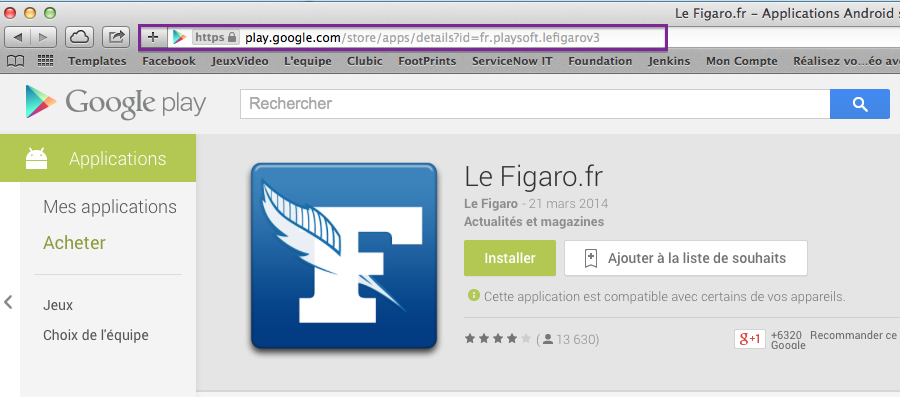 Le Figaro.fr – Applications Android s
https play.google.com/store/apps/details?id=fr.playsoft.lefigarov3
Templates Facebook JeuxVideo L'equipe Clubic FootPrints ServiceNow IT Foundation Jenkins Mon Compte Réalisez vo...éo av
Google play
Rechercher
Applications
Mes applications
Acheter
Jeux
Choix de l'équipe
F
Le Figaro.fr
Le Figaro - 21 mars 2014
Actualités et magazines
Installer
Ajouter à la liste de souhaits
Cette application est compatible avec certains de vos appareils.
(13 630)
g+1
+6320 Recommander ce
Google